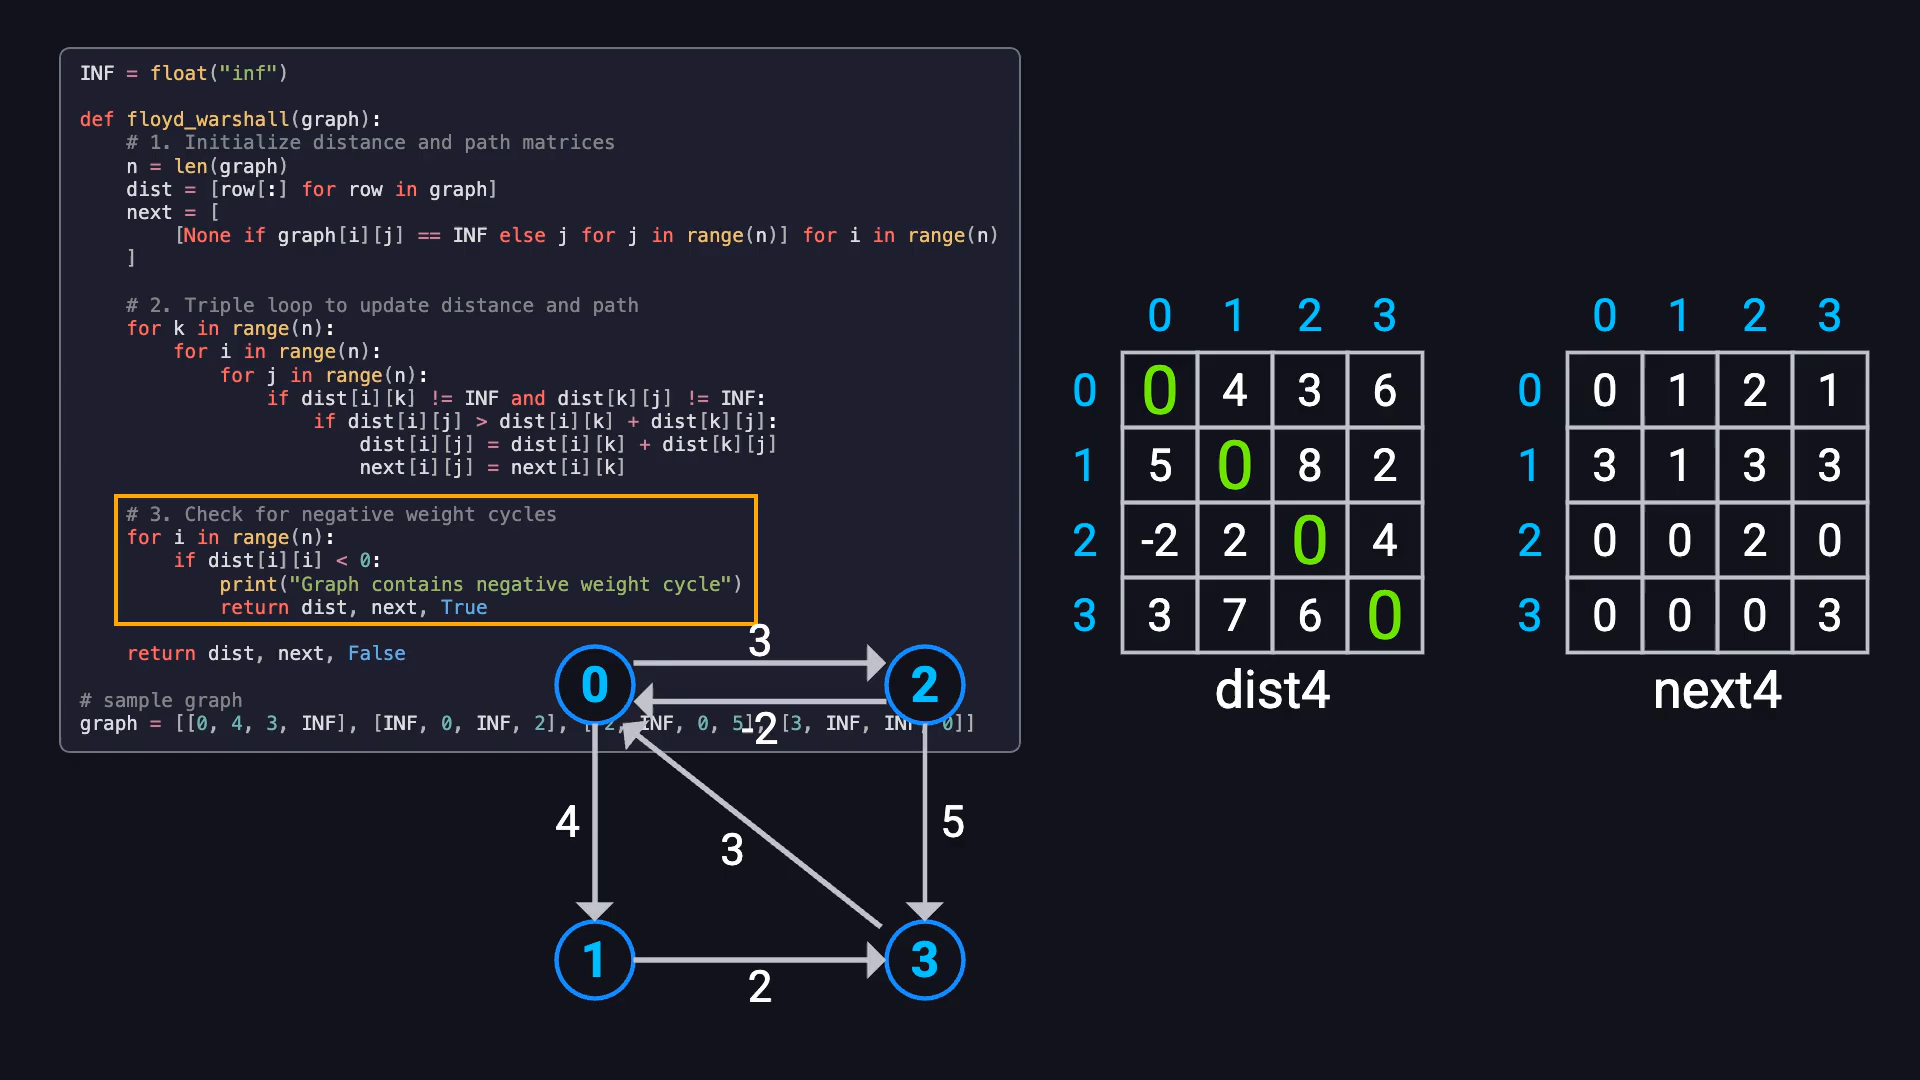 INF = float("inf")
def floyd_warshall(graph):
# 1. Initialize distance and path matrices
n = len(graph)
dist = [row[:] for row in graph]
next = [
[None if graph[i][j] == INF else j for j in range(n)] for i in range(n)
]
# 2. Triple loop to update distance and path
for k in range(n):
for i in range(n):
for j in range(n):
if dist[i][k] != INF and dist[k][j] != INF:
if dist[i][j] > dist[i][k] + dist[k][j]:
dist[i][j] = dist[i][k] + dist[k][j]
next[i][j] = next[i][k]
# 3. Check for negative weight cycles
for i in range(n):
if dist[i][i] < 0:
print("Graph contains negative weight cycle")
return dist, next, True
return dist, next, False
# sample graph
graph = [[0, 4, 3, INF], [INF, 0, INF, 2], [ 2, INF, 0, 5], [3, INF, INF, 0]]
3
0 2
-2
4 3 5
1 3
2
0 1 2 3
0 0 4 3 6
1 5 0 8 2
2 -2 2 0 4
3 3 7 6 0
dist4
0 1 2 3
0 0 1 2 1
1 3 1 3 3
2 0 0 2 0
3 0 0 0 3
next4